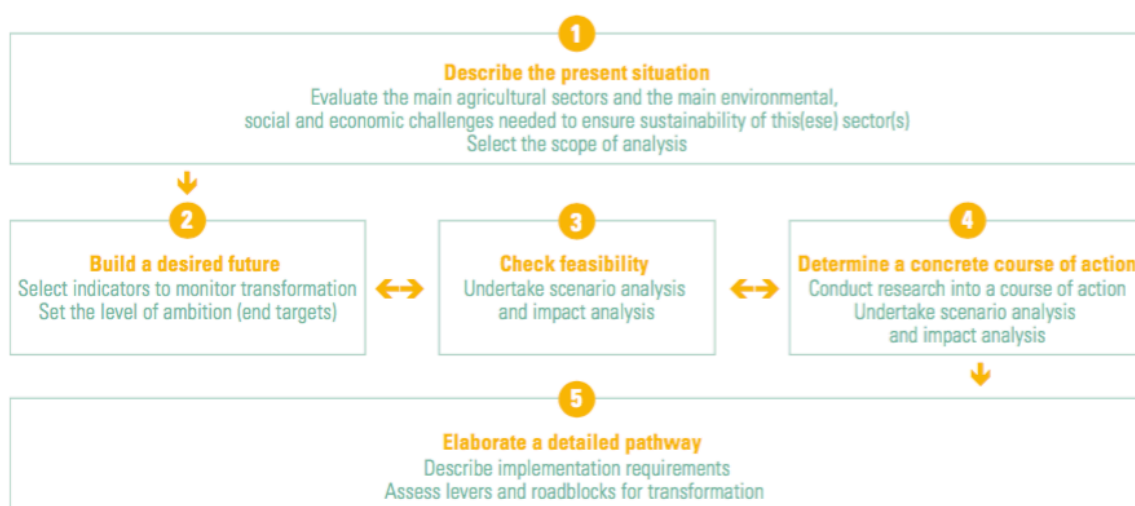 1
Describe the present situation
Evaluate the main agricultural sectors and the main environmental,
social and economic challenges needed to ensure sustainability of this(ese) sector(s)
Select the scope of analysis
2
Build a desired future
Select indicators to monitor transformation
Set the level of ambition (end targets)
3
Check feasibility
Undertake scenario analysis
and impact analysis
4
Determine a concrete course of action
Conduct research into a course of action
Undertake scenario analysis
and impact analysis
5
Elaborate a detailed pathway
Describe implementation requirements
Assess levers and roadblocks for transformation